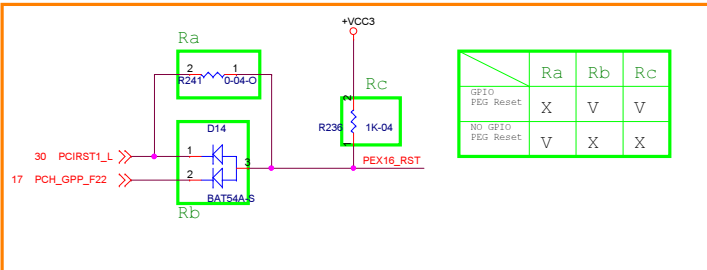 +VCC3
Ra
2
1
R241
0-04-O
Rc
2
R236
1K-04
1
D14
30 PCIRST1_L
1
3
PEX16_RST
17 PCH_GPP_F22
2
BAT54A-S
Rb
Ra Rb Rc
GPIO
PEG Reset
X V V
NO GPIO
PEG Reset
V X X